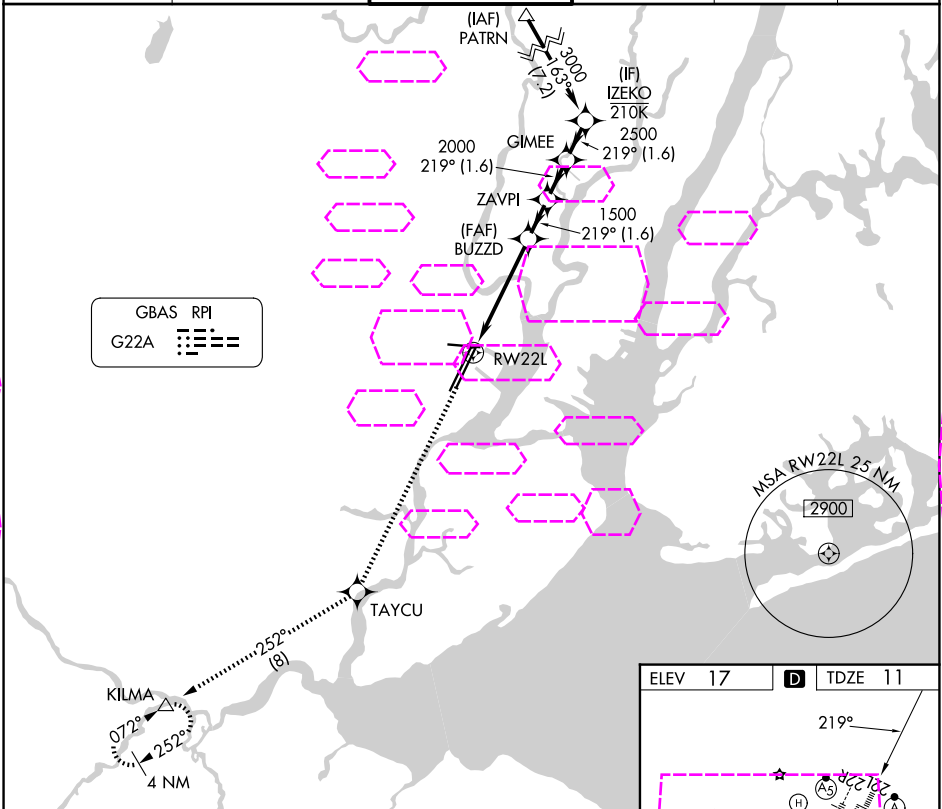 (IAF)
PATRN
3000
163°
(7.2)
(IF)
IZEKO
210K
GIMEE
2500
219° (1.6)
2000
219° (1.6)
ZAVPI
1500
219° (1.6)
(FAF)
BUZZD
GBAS RPI
G22A
RW22L
MSA RW22L 25 NM
2900
TAYCU
252°
(8)
KILMA
072°
252°
4 NM
ELEV 17
D
TDZE 11
219°
22L
22R
A5
H
A